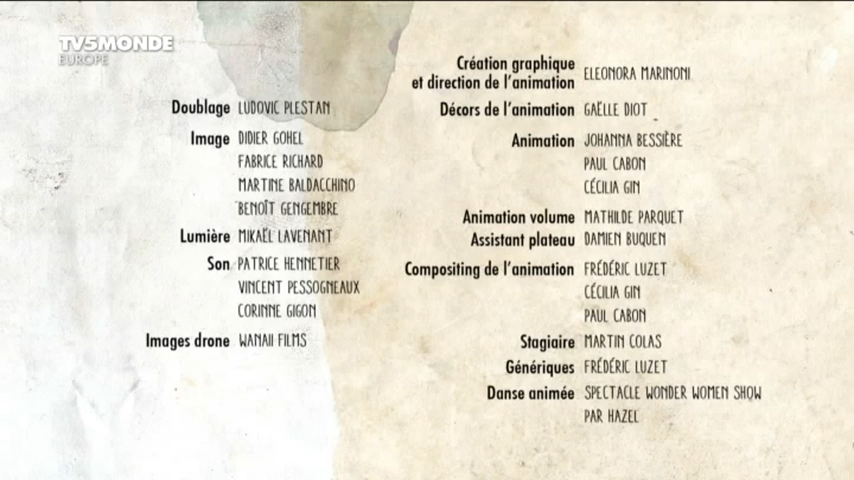 TV5MONDE
EUROPE
Doublage LUDOVIC PLESTAN
Image DIDIER GOHEL
FABRICE RICHARD
MARTINE BALDACCHINO
BENOÎT GENGEMBRE
Lumière MIKAËL LAVENANT
Son PATRICE HENNETIER
VINCENT PESSOGNEAUX
CORINNE GIGON
Images drone WANAII FILMS
Création graphique
et direction de l'animation ELEONORA MARINONI
Décors de l'animation GAËLLE DIOT
Animation JOHANNA BESSIÈRE
PAUL CABON
CÉCILIA GIN
Animation volume MATHILDE PARQUET
Assistant plateau DAMIEN BUQUEN
Compositing de l'animation FRÉDÉRIC LUZET
CÉCILIA GIN
PAUL CABON
Stagiaire MARTIN COLAS
Génériques FRÉDÉRIC LUZET
Danse animée SPECTACLE WONDER WOMEN SHOW
PAR HAZEL